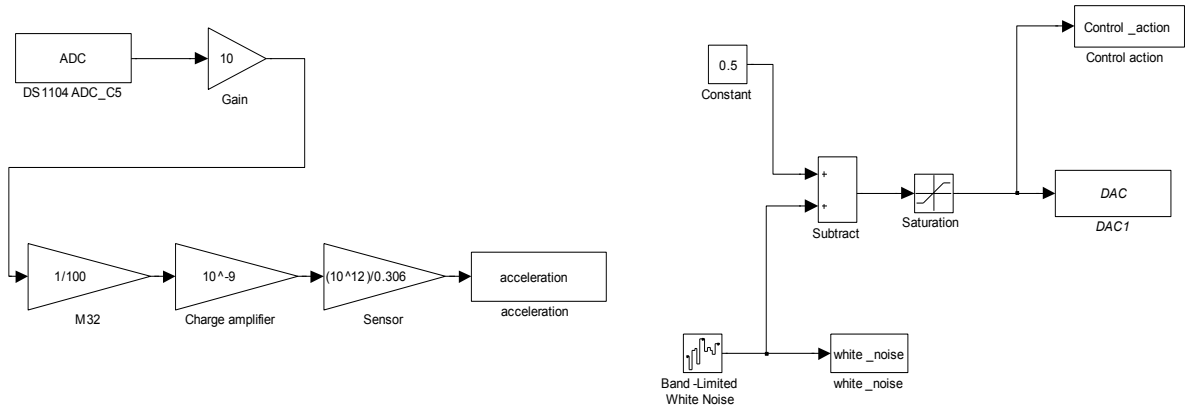 ADC
DS1104 ADC_C5
10
Gain
1/100
M32
10^-9
Charge amplifier
(10^12)/0.306
Sensor
acceleration
acceleration
0.5
Constant
+
+
Subtract
Saturation
Control _action
Control action
DAC
DAC1
Band -Limited
White Noise
white _noise
white _noise